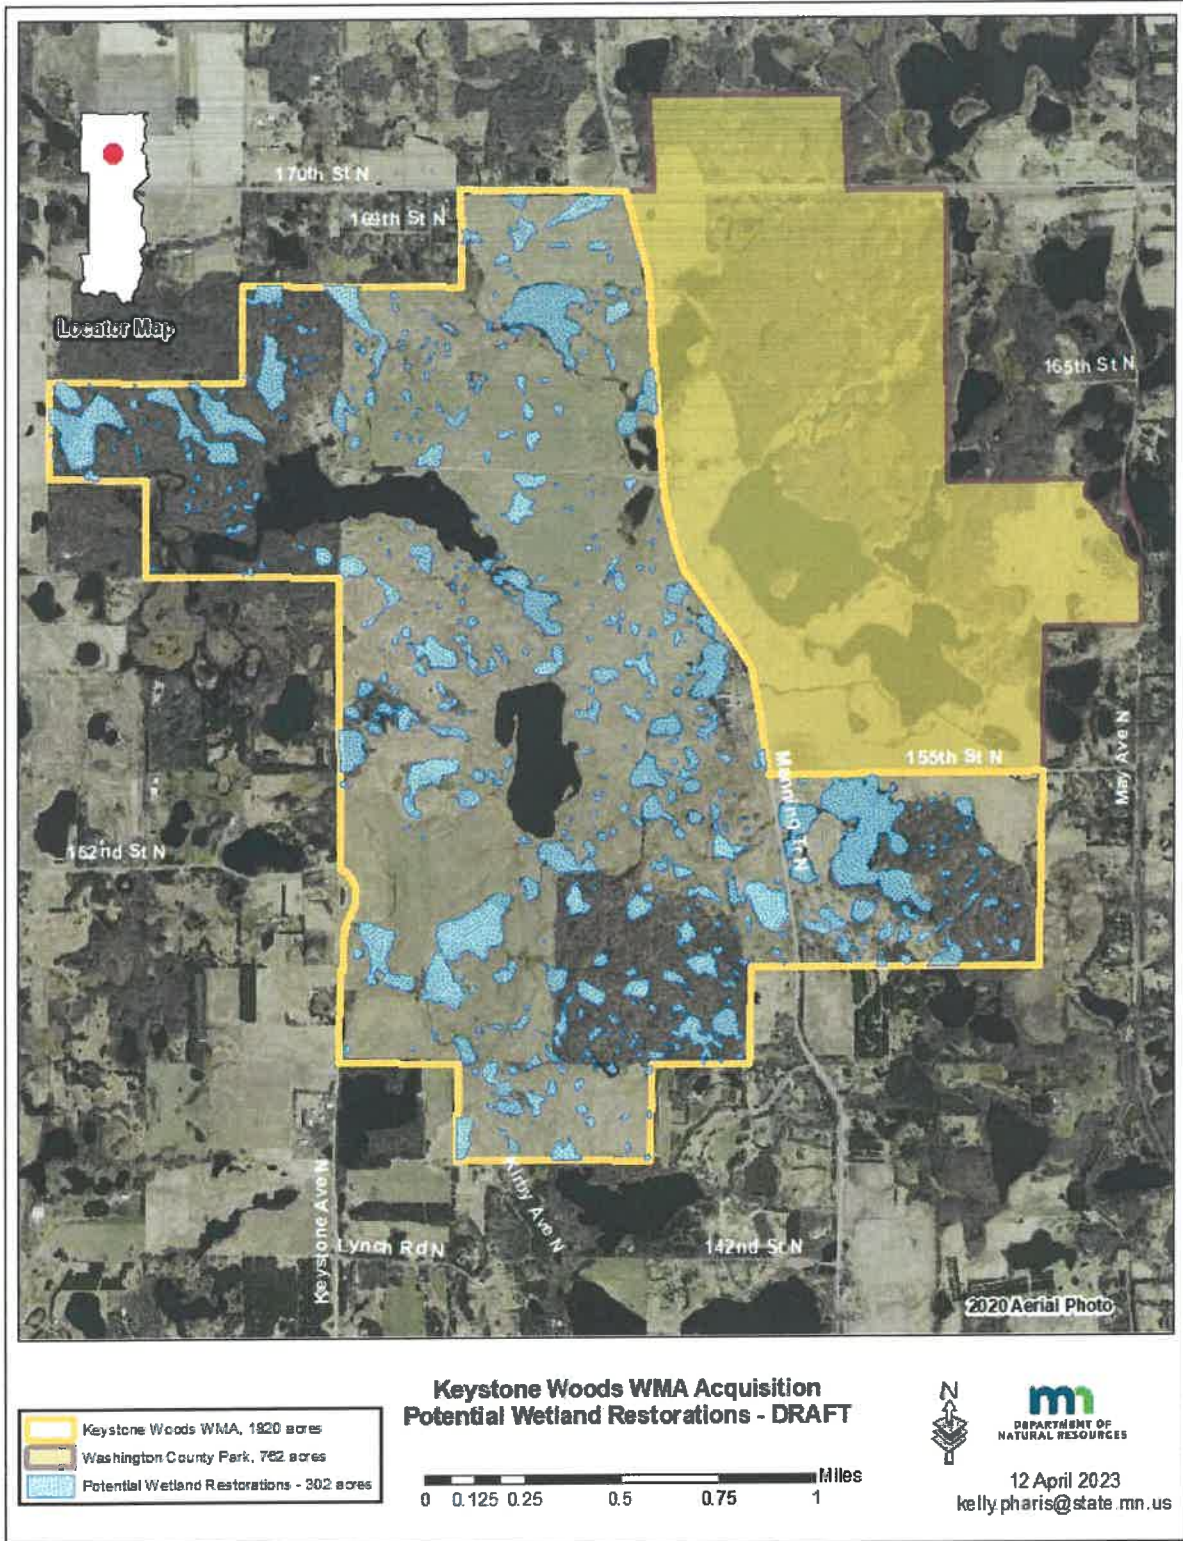 170th St N
169th St N
Locator Map
165th St N
155th St N
Manning Tr N
May Ave N
152nd St N
Keystone Ave N
Kirby Ave N
Lynch Rd N
142nd St N
2020 Aerial Photo
Keystone Woods WMA Acquisition
Potential Wetland Restorations - DRAFT
Keystone Woods WMA, 1820 acres
Washington County Park, 762 acres
Potential Wetland Restorations - 302 acres
Miles
0 0.125 0.25 0.5 0.75 1
N
mn
DEPARTMENT OF
NATURAL RESOURCES
12 April 2023
kelly.pharis@state.mn.us